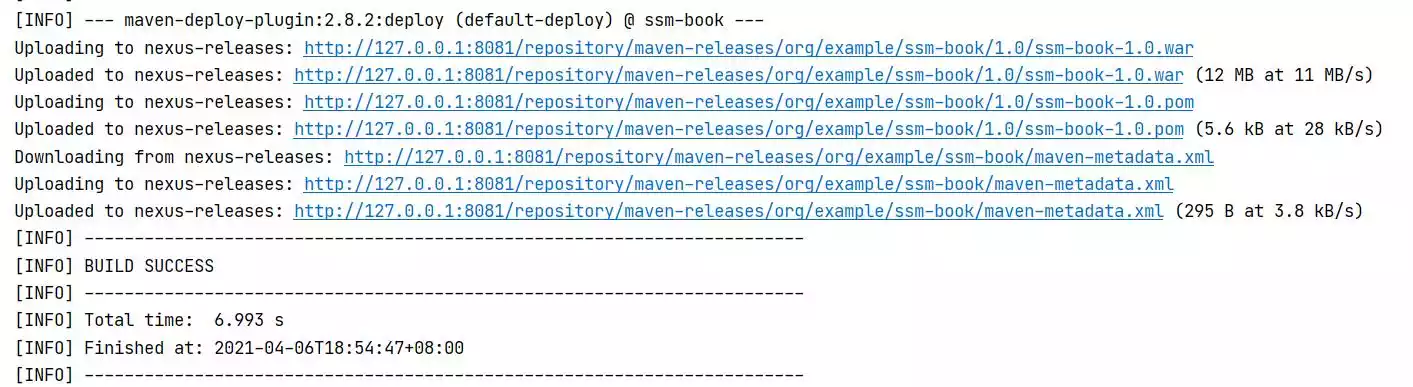 [INFO] --- maven-deploy-plugin:2.8.2:deploy (default-deploy) @ ssm-book ---
Uploading to nexus-releases: http://127.0.0.1:8081/repository/maven-releases/org/example/ssm-book/1.0/ssm-book-1.0.war
Uploaded to nexus-releases: http://127.0.0.1:8081/repository/maven-releases/org/example/ssm-book/1.0/ssm-book-1.0.war (12 MB at 11 MB/s)
Uploading to nexus-releases: http://127.0.0.1:8081/repository/maven-releases/org/example/ssm-book/1.0/ssm-book-1.0.pom
Uploaded to nexus-releases: http://127.0.0.1:8081/repository/maven-releases/org/example/ssm-book/1.0/ssm-book-1.0.pom (5.6 kB at 28 kB/s)
Downloading from nexus-releases: http://127.0.0.1:8081/repository/maven-releases/org/example/ssm-book/maven-metadata.xml
Uploading to nexus-releases: http://127.0.0.1:8081/repository/maven-releases/org/example/ssm-book/maven-metadata.xml
Uploaded to nexus-releases: http://127.0.0.1:8081/repository/maven-releases/org/example/ssm-book/maven-metadata.xml (295 B at 3.8 kB/s)
[INFO] ------------------------------------------------------------------------
[INFO] BUILD SUCCESS
[INFO] ------------------------------------------------------------------------
[INFO] Total time:  6.993 s
[INFO] Finished at: 2021-04-06T18:54:47+08:00
[INFO] ------------------------------------------------------------------------